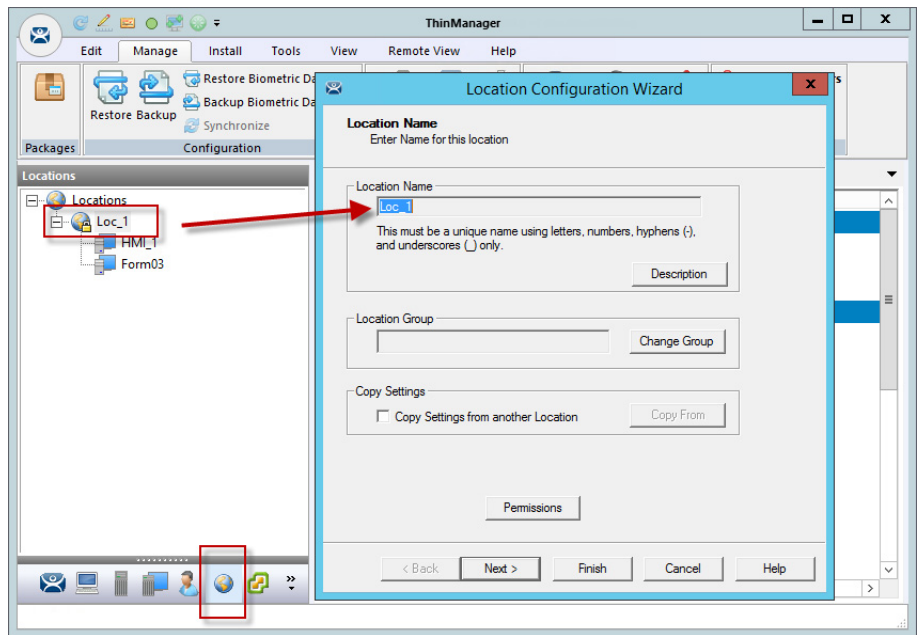 ThinManager
Edit Manage Install Tools View Remote View Help
Restore Biometric Da
Backup Biometric Da
Synchronize
Restore Backup
Packages
Configuration
Locations
Locations
Loc_1
HMI_1
Form03
Location Configuration Wizard
Location Name
Enter Name for this location
Location Name
Loc_1
This must be a unique name using letters, numbers, hyphens (-),
and underscores (_) only.
Description
Location Group
Change Group
Copy Settings
Copy Settings from another Location
Copy From
Permissions
< Back Next > Finish Cancel Help